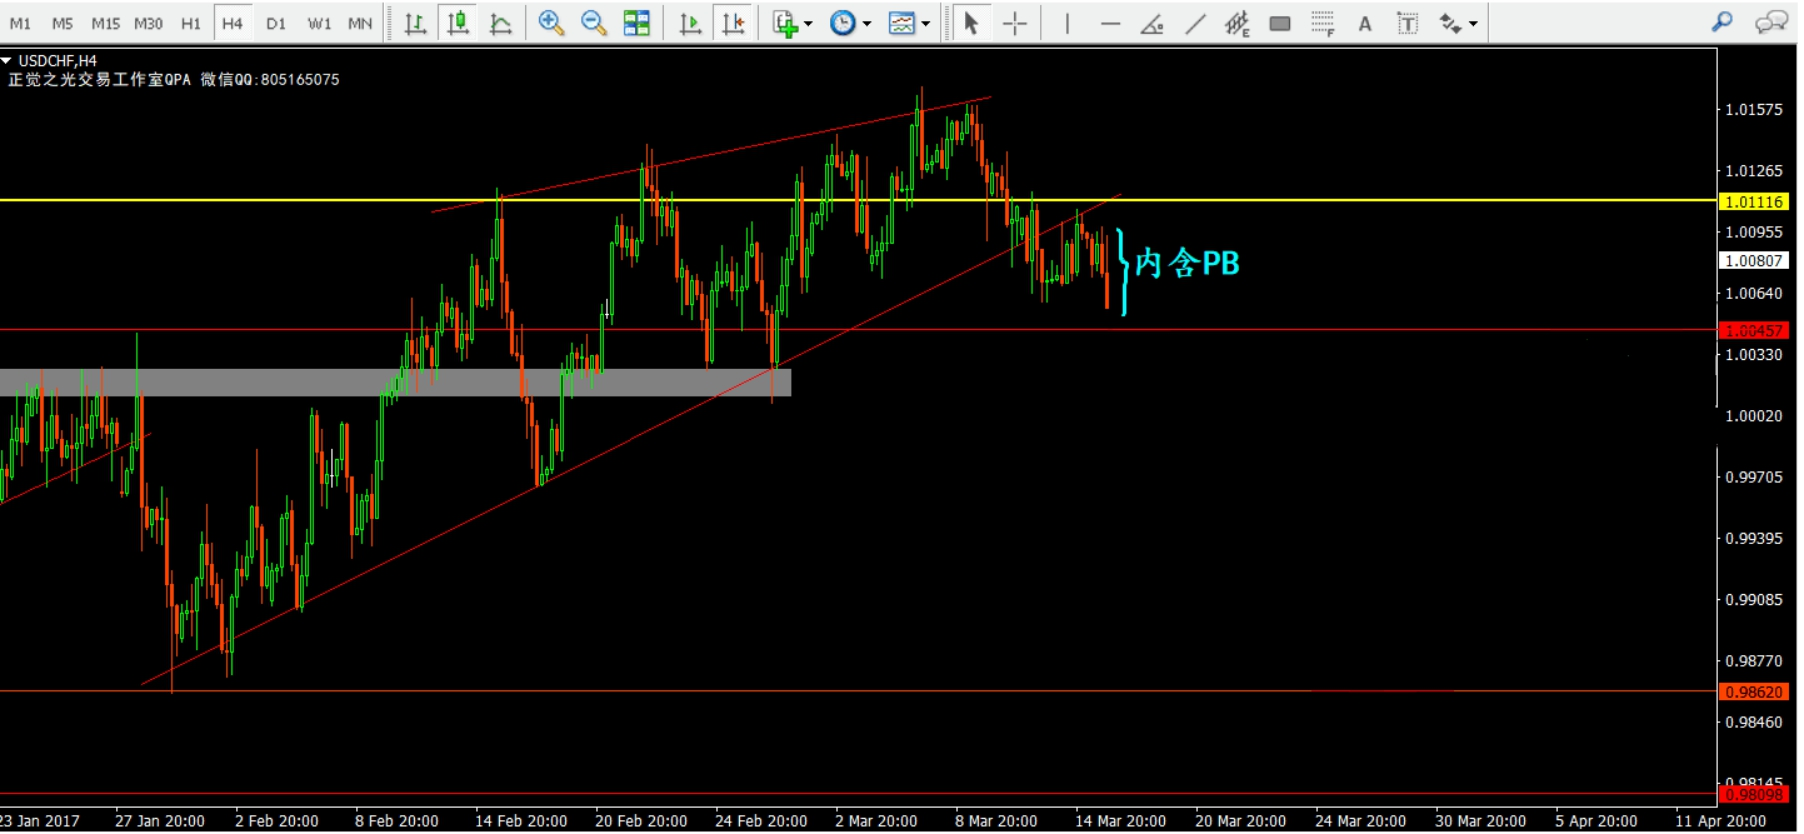 M1 M5 M15 M30 H1 H4 D1 W1 MN
E F A T
USDCHF,H4
正觉之光交易工作室QPA 微信QQ:805165075
1.01575
1.01265
1.01116
1.00955
内含PB
1.00807
1.00640
1.00457
1.00330
1.00020
0.99705
0.99395
0.99085
0.98770
0.98620
0.98460
0.98145
0.98098
23 Jan 2017 27 Jan 20:00 2 Feb 20:00 8 Feb 20:00 14 Feb 20:00 20 Feb 20:00 24 Feb 20:00 2 Mar 20:00 8 Mar 20:00 14 Mar 20:00 20 Mar 20:00 24 Mar 20:00 30 Mar 20:00 5 Apr 20:00 11 Apr 20:00